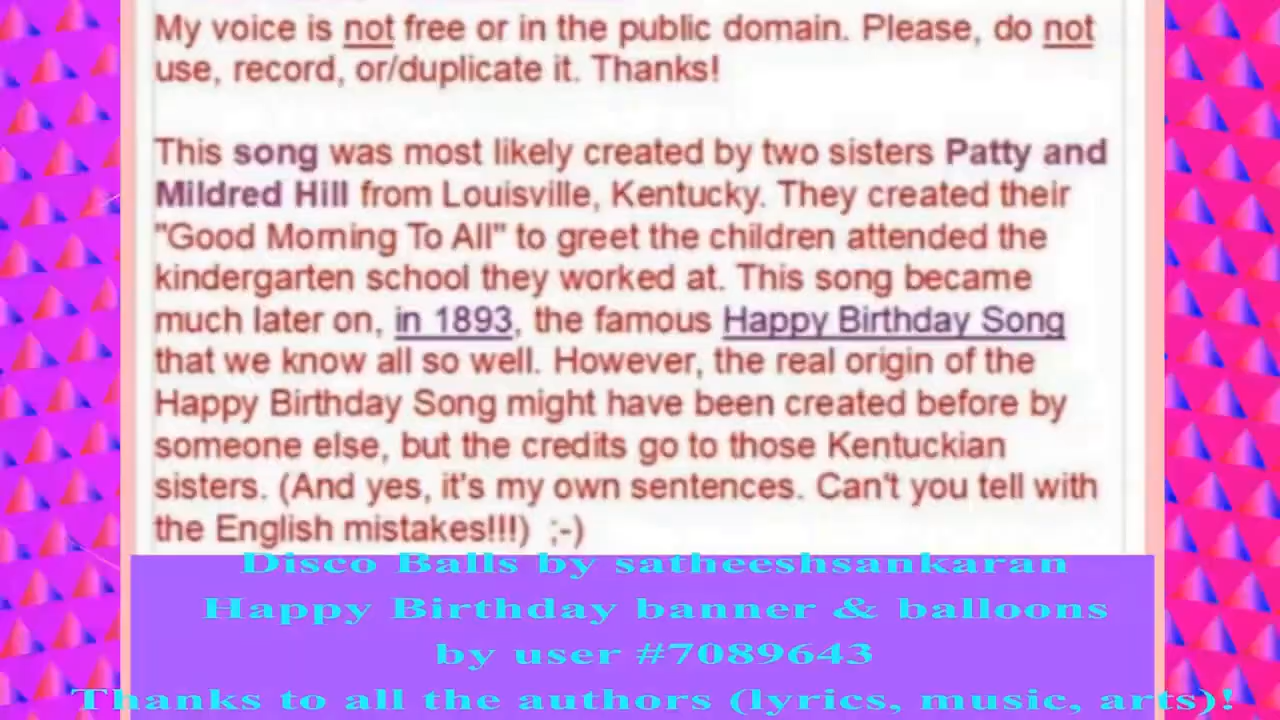 My voice is not free or in the public domain. Please, do not
use, record, or/duplicate it. Thanks!
This song was most likely created by two sisters Patty and
Mildred Hill from Louisville, Kentucky. They created their
"Good Morning To All" to greet the children attended the
kindergarten school they worked at. This song became
much later on, in 1893, the famous Happy Birthday Song
that we know all so well. However, the real origin of the
Happy Birthday Song might have been created before by
someone else, but the credits go to those Kentuckian
sisters. (And yes, it's my own sentences. Can't you tell with
the English mistakes!!!) ;-)
Disco Balls by satheeshsankaran
Happy Birthday banner & balloons
by user #7089643
Thanks to all the authors (lyrics, music, arts)!